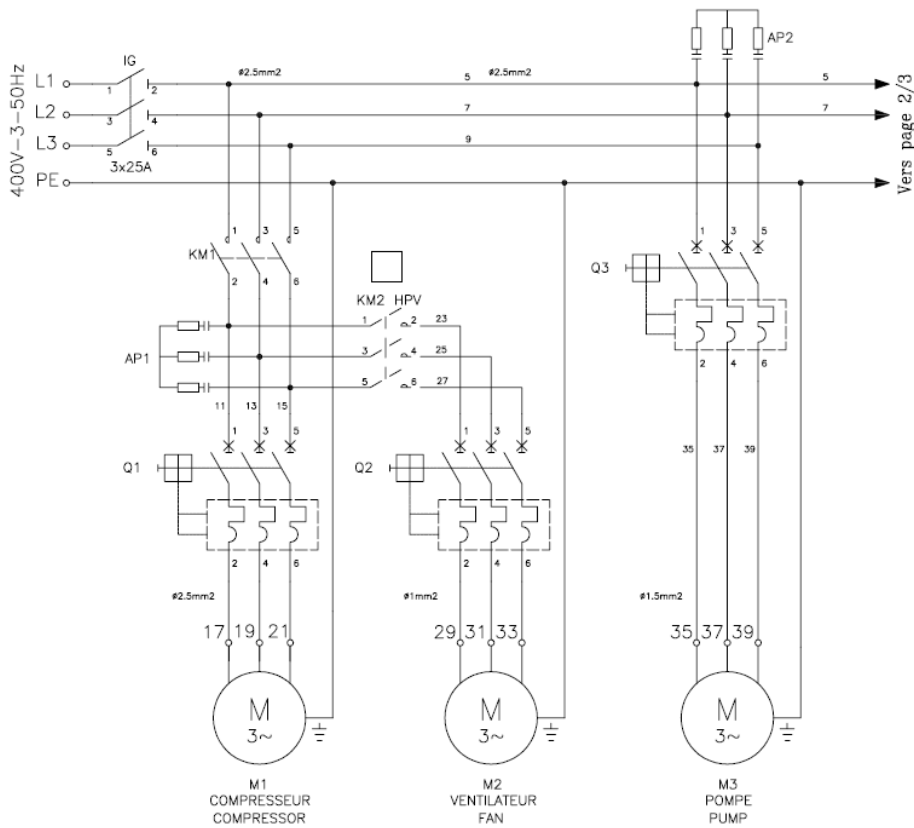 AP2
IG
ø2.5mm2 5 ø2.5mm2 5
400V-3-50Hz
L1 1 2
L2 3 4 7 7
L3 5 6 9
3x25A
PE
Vers page 2/3
1 3 5
KM1
2 4 6
1 3 5
Q3
2 4 6
KM2 HPV
1 2 23
3 4 25
5 6 27
AP1
11 13 15
1 3 5
Q1
2 4 6
1 3 5
Q2
2 4 6
35 37 39
ø2.5mm2
ø1mm2
ø1.5mm2
17 19 21
29 31 33
35 37 39
M
3~
M
3~
M
3~
M1
COMPRESSEUR
COMPRESSOR
M2
VENTILATEUR
FAN
M3
POMPE
PUMP